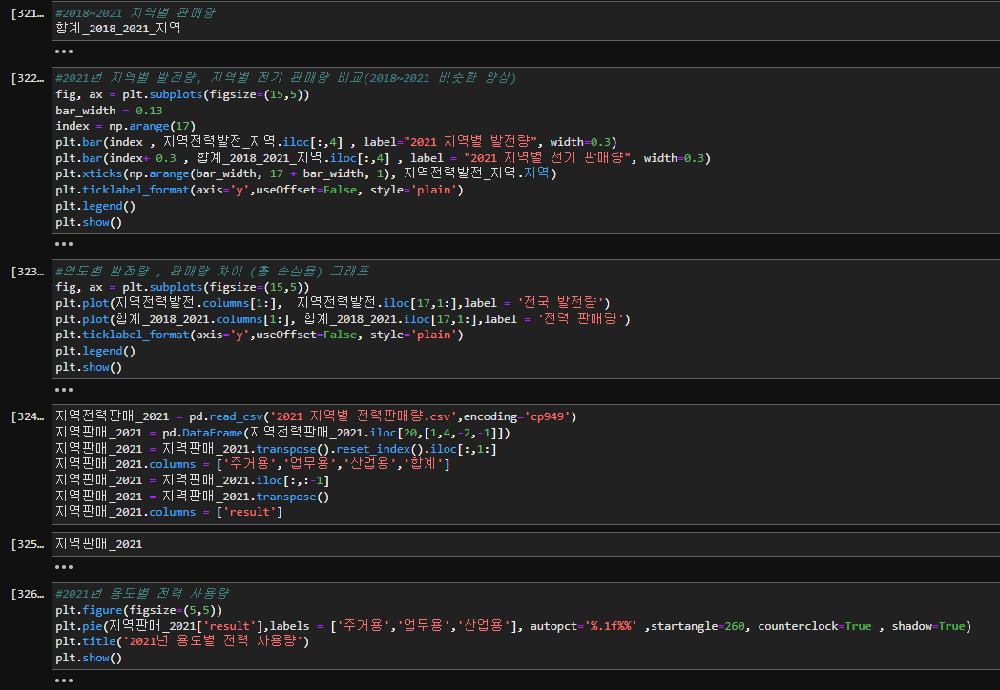 [321...
#2018~2021 지역별 판매량
합계_2018_2021_지역
•••
[322...
#2021년 지역별 발전량, 지역별 전기 판매량 비교(2018~2021 비슷한 양상)
fig, ax = plt.subplots(figsize=(15,5))
bar_width = 0.13
index = np.arange(17)
plt.bar(index , 지역전력발전_지역.iloc[:,4] , label="2021 지역별 발전량", width=0.3)
plt.bar(index+ 0.3 , 합계_2018_2021_지역.iloc[:,4] , label = "2021 지역별 전기 판매량", width=0.3)
plt.xticks(np.arange(bar_width, 17 + bar_width, 1), 지역전력발전_지역.지역)
plt.ticklabel_format(axis='y',useOffset=False, style='plain')
plt.legend()
plt.show()
•••
[323...
#연도별 발전량 , 판매량 차이 (총 손실율) 그래프
fig, ax = plt.subplots(figsize=(15,5))
plt.plot(지역전력발전.columns[1:],  지역전력발전.iloc[17,1:],label = '전국 발전량')
plt.plot(합계_2018_2021.columns[1:], 합계_2018_2021.iloc[17,1:],label = '전력 판매량')
plt.ticklabel_format(axis='y',useOffset=False, style='plain')
plt.legend()
plt.show()
•••
[324...
지역전력판매_2021 = pd.read_csv('2021 지역별 전력판매량.csv',encoding='cp949')
지역판매_2021 = pd.DataFrame(지역전력판매_2021.iloc[20,[1,4,-2,-1]])
지역판매_2021 = 지역판매_2021.transpose().reset_index().iloc[:,1:]
지역판매_2021.columns = ['주거용','업무용','산업용','합계']
지역판매_2021 = 지역판매_2021.iloc[:,:-1]
지역판매_2021 = 지역판매_2021.transpose()
지역판매_2021.columns = ['result']
[325...
지역판매_2021
•••
[326...
#2021년 용도별 전력 사용량
plt.figure(figsize=(5,5))
plt.pie(지역판매_2021['result'],labels = ['주거용','업무용','산업용'], autopct='%.1f%%' ,startangle=260, counterclock=True , shadow=True)
plt.title('2021년 용도별 전력 사용량')
plt.show()
•••